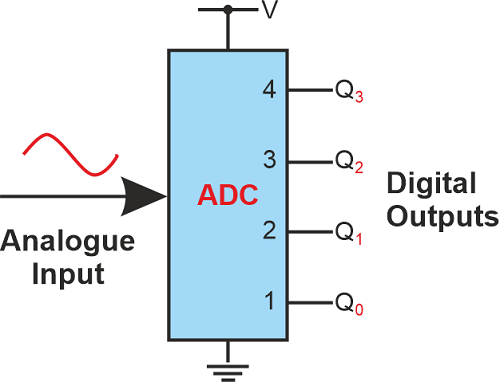 V
4 Q3
3 Q2
ADC
Digital
Outputs
Analogue
Input
2 Q1
1 Q0